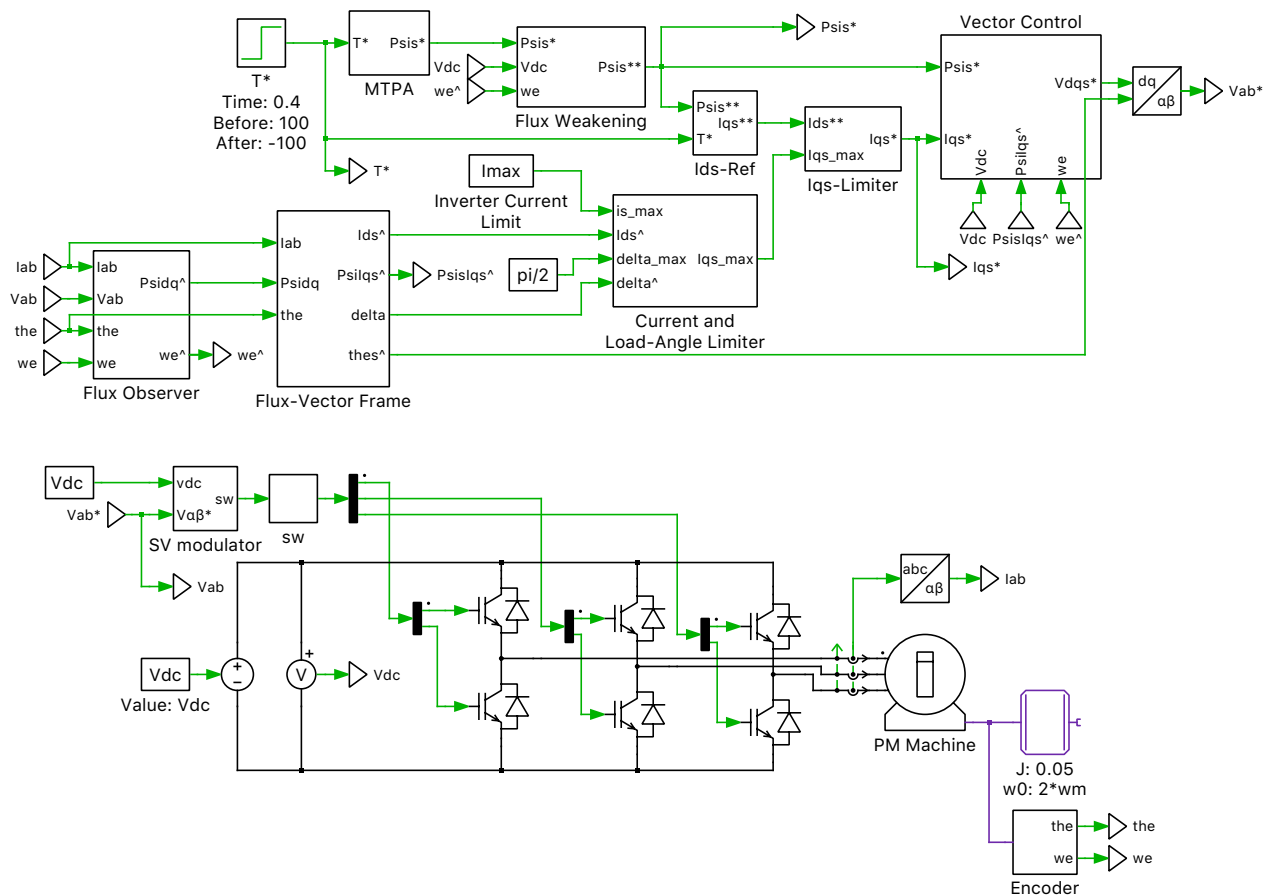 T*
Time: 0.4
Before: 100
After: -100
T*
Psis*
MTPA
Vdc
we^
Psis*
Vdc
we
Psis**
Flux Weakening
Psis*
Psis**
T*
Iqs**
Ids-Ref
Ids**
Iqs_max
Iqs*
Iqs-Limiter
Vector Control
Psis*
Iqs*
Vdqs*
Vdc
PsiIqs^
we
Vdc
PsisIqs^
we^
dq
αβ
Vab*
T*
Iqs*
Imax
Inverter Current
Limit
pi/2
is_max
Ids^
delta_max
delta^
Iqs_max
Current and
Load-Angle Limiter
Iab
Vab
the
we
Iab
Vab
the
we
Psidq^
we^
Flux Observer
we^
Iab
Psidq
the
Ids^
PsiIqs^
delta
thes^
Flux-Vector Frame
PsisIqs^
Vdc
Vab*
vdc
Vαβ*
sw
SV modulator
sw
Vab
Vdc
Value: Vdc
V
Vdc
abc
αβ
Iab
PM Machine
J: 0.05
w0: 2*wm
the
we
Encoder
the
we